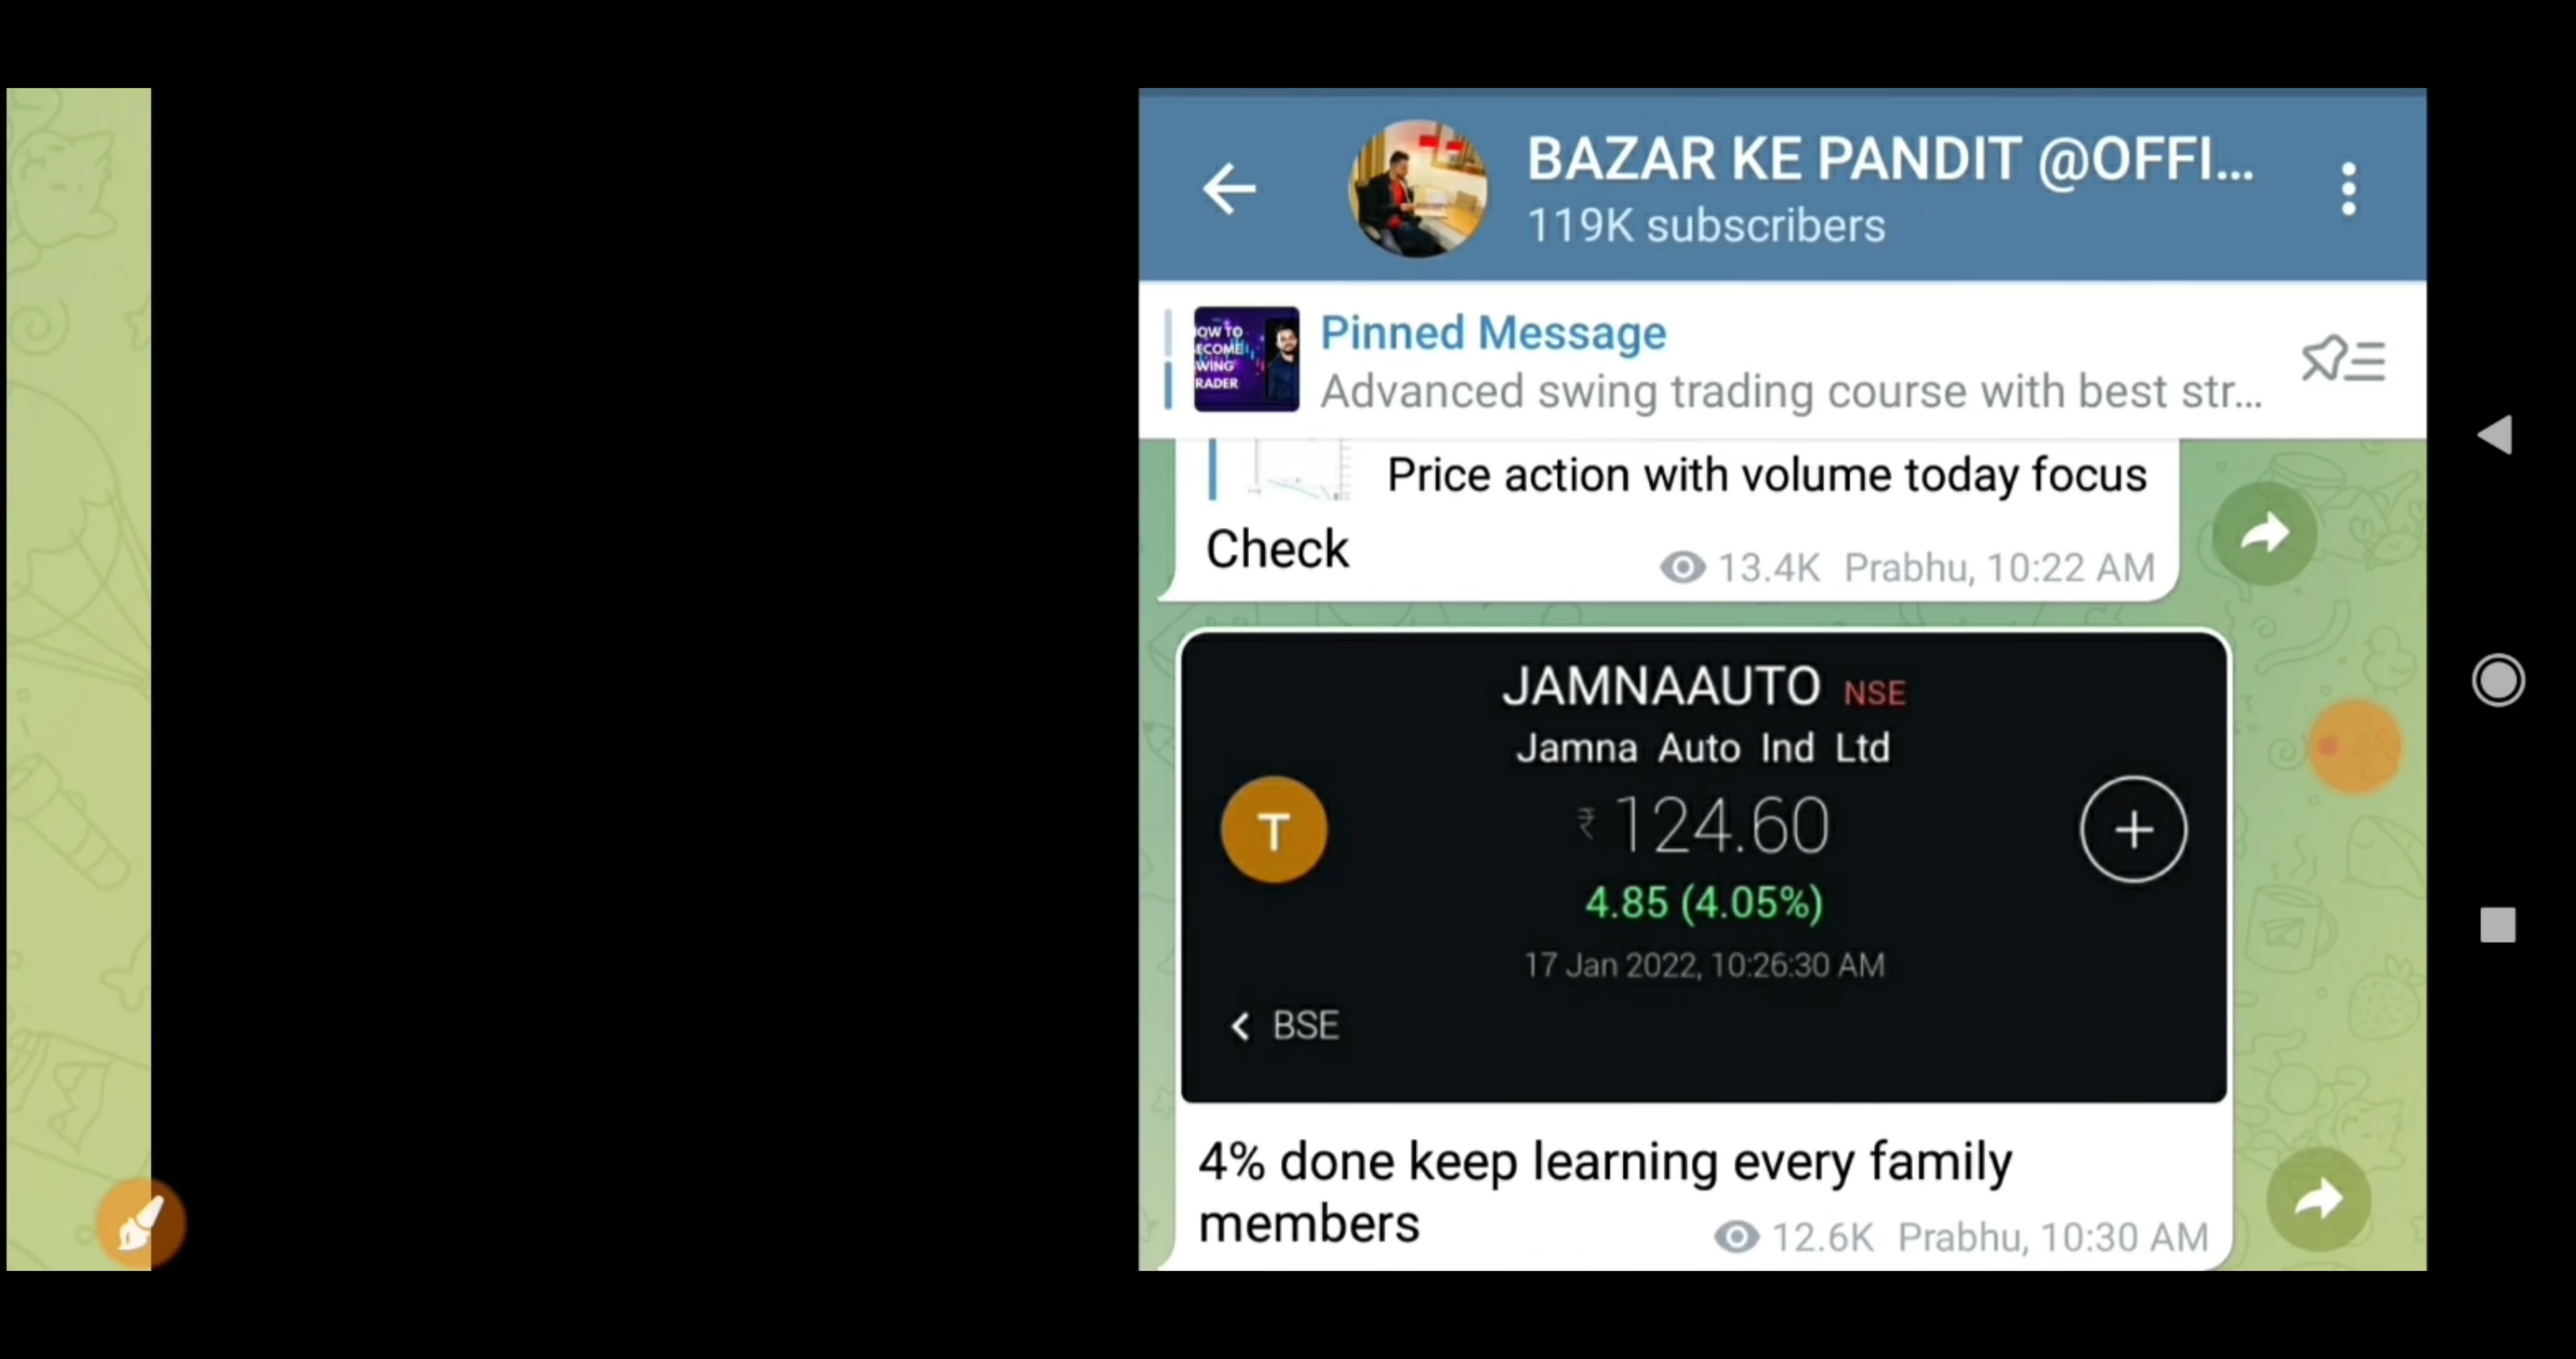 BAZAR KE PANDIT @OFFI...
119K subscribers
Pinned Message
Advanced swing trading course with best str...
Price action with volume today focus
Check
13.4K Prabhu, 10:22 AM
JAMNAAUTO NSE
Jamna Auto Ind Ltd
T
₹ 124.60
+
4.85 (4.05%)
17 Jan 2022, 10:26:30 AM
< BSE
4% done keep learning every family
members
12.6K Prabhu, 10:30 AM